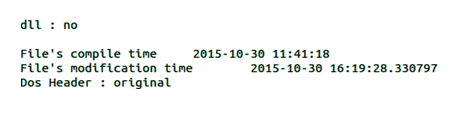 dll : no
File's compile time     2015-10-30 11:41:18
File's modification time        2015-10-30 16:19:28.330797
Dos Header : original